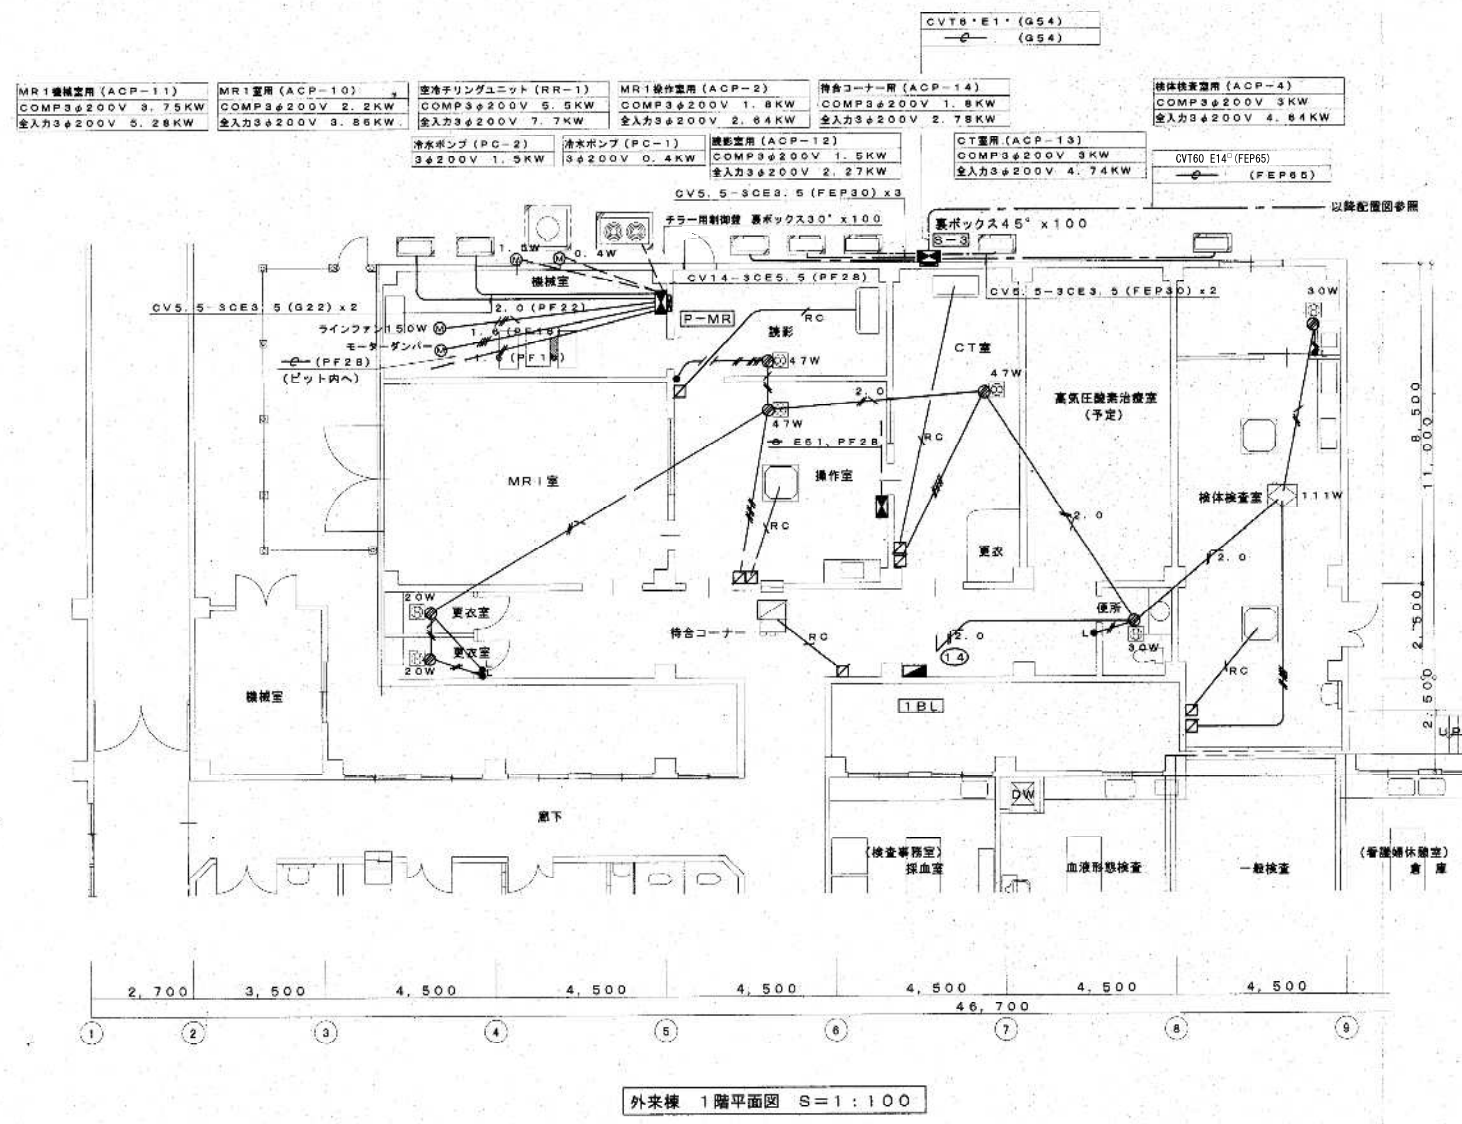 CVT8°E1°(G54)
(G54)
MRI機械室用(ACP-11)
COMP3φ200V 3.75KW
全入力3φ200V 5.28KW
MRI室用(ACP-10)
COMP3φ200V 2.2KW
全入力3φ200V 3.86KW
空冷チリングユニット(RR-1)
COMP3φ200V 5.5KW
全入力3φ200V 7.7KW
MRI操作室用(ACP-2)
COMP3φ200V 1.8KW
全入力3φ200V 2.64KW
待合コーナー用(ACP-14)
COMP3φ200V 1.8KW
全入力3φ200V 2.78KW
検体検査室用(ACP-4)
COMP3φ200V 3KW
全入力3φ200V 4.64KW
冷水ポンプ(PC-2)
3φ200V 1.5KW
冷水ポンプ(PC-1)
3φ200V 0.4KW
読影室用(ACP-12)
COMP3φ200V 1.5KW
全入力3φ200V 2.27KW
CT室用(ACP-13)
COMP3φ200V 3KW
全入力3φ200V 4.74KW
CVT60 E14□(FEP65)
(FEP65)
CV5.5-3CE3.5(FEP30)x3
以降配置図参照
チラー用制御盤
裏ボックス30°x100
裏ボックス45°x100
S-3
1.5W
0.4W
機械室
CV14-3CE5.5(PF28)
CV5.5-3CE3.5(FEP30)x2
30W
CV5.5-3CE3.5(G22)x2
2.0(PF22)
ラインファン150W
1.6(PF16)
P-MR
RC
読影
モーターダンパー
CT室
(PF28)
1.6(PF16)
47W
47W
(ピット内へ)
2.0
高気圧酸素治療室
(予定)
8,500
11,000
47W
E61,PF28
RC
MRI室
操作室
検体検査室
111W
RC
2.0
更衣
2.0
20W
更衣室
便所
2,500
待合コーナー
RC
2.0
L
更衣室
14
30W
20W
L
RC
機械室
1BL
2,500
UP
DW
廊下
(検査事務室)
採血室
血液形態検査
一般検査
(看護婦休憩室)
倉庫
2,700
3,500
4,500
4,500
4,500
4,500
4,500
4,500
46,700
1
2
3
4
5
6
7
8
9
外来棟 1階平面図 S=1:100